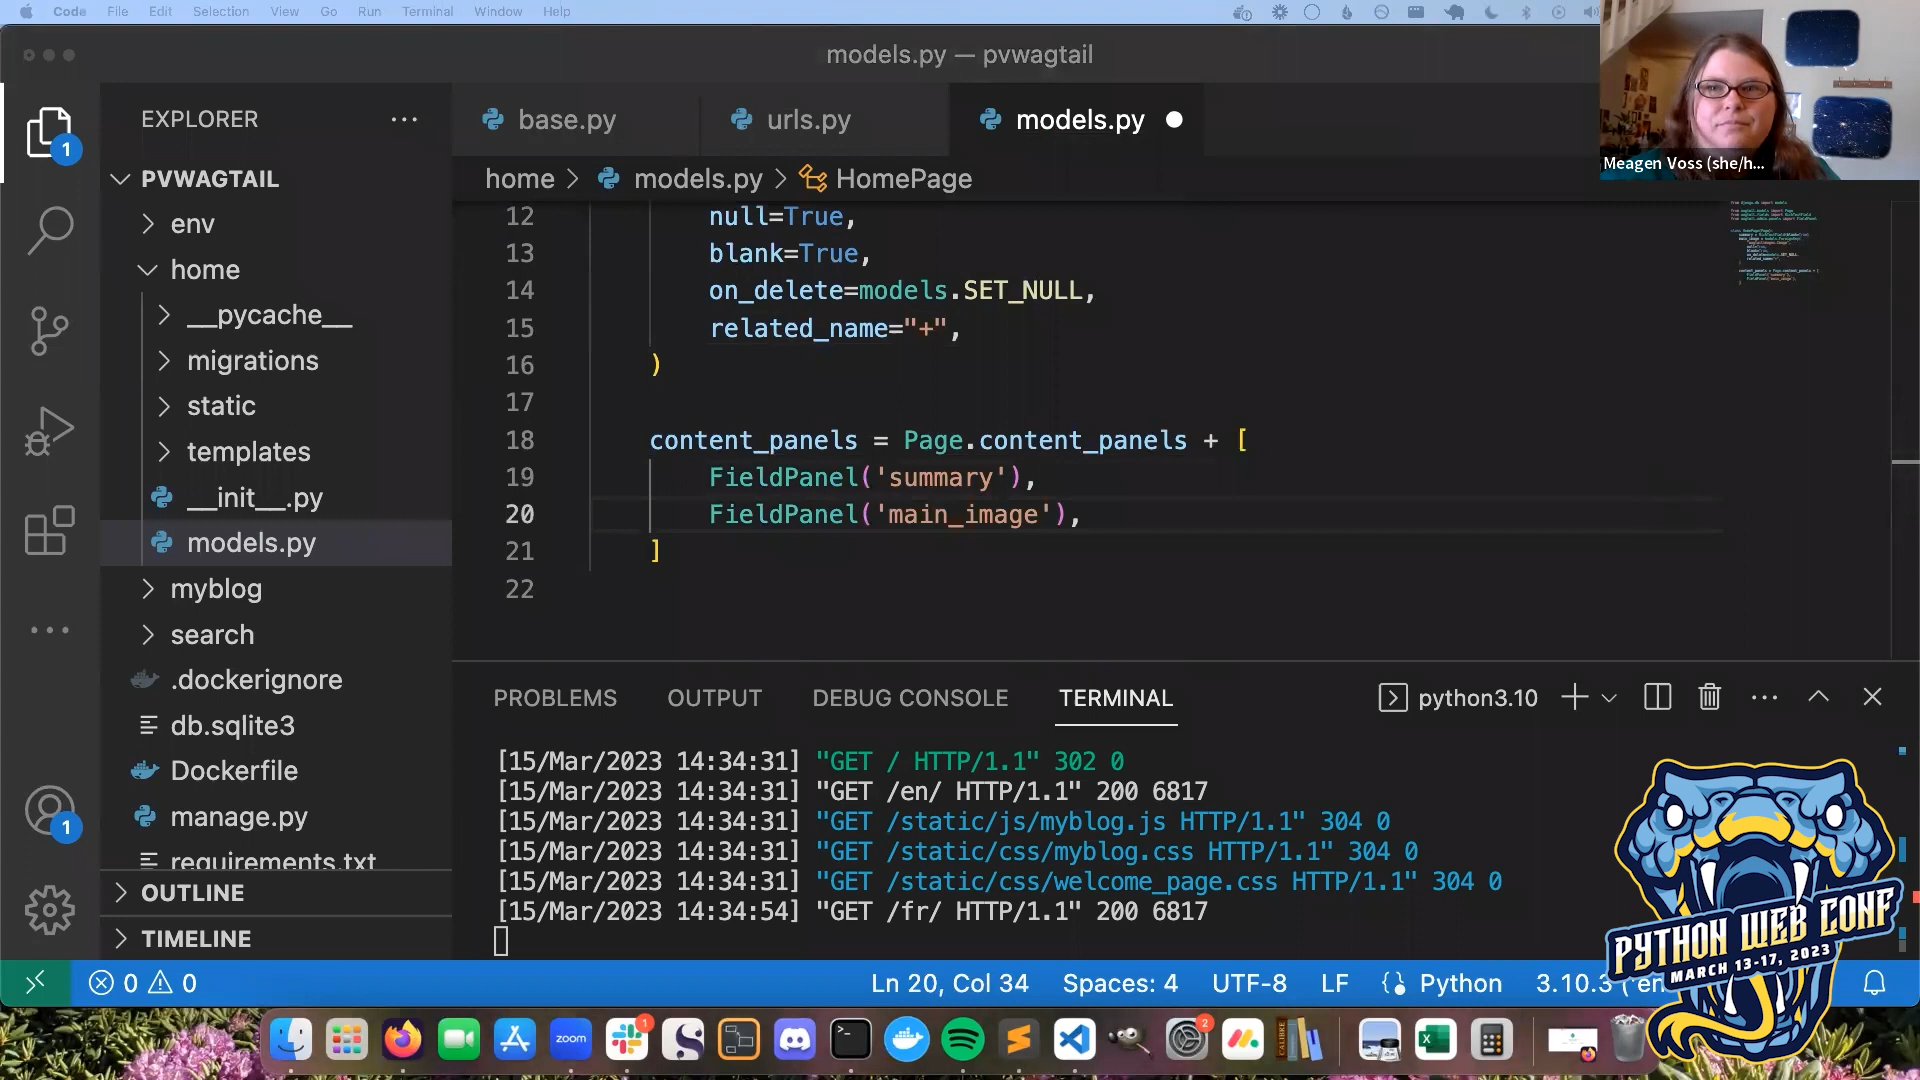 Code File Edit Selection View Go Run Terminal Window Help
models.py — pvwagtail
Meagen Voss (she/h...
EXPLORER
1
PVWAGTAIL
env
home
__pycache__
migrations
static
templates
__init__.py
models.py
myblog
search
.dockerignore
db.sqlite3
Dockerfile
manage.py
requirements.txt
1
OUTLINE
TIMELINE
base.py urls.py models.py
home > models.py > HomePage
12 null=True,
13 blank=True,
14 on_delete=models.SET_NULL,
15 related_name="+",
16 )
17
18 content_panels = Page.content_panels + [
19 FieldPanel('summary'),
20 FieldPanel('main_image'),
21 ]
22
PROBLEMS OUTPUT DEBUG CONSOLE TERMINAL python3.10
[15/Mar/2023 14:34:31] "GET / HTTP/1.1" 302 0
[15/Mar/2023 14:34:31] "GET /en/ HTTP/1.1" 200 6817
[15/Mar/2023 14:34:31] "GET /static/js/myblog.js HTTP/1.1" 304 0
[15/Mar/2023 14:34:31] "GET /static/css/myblog.css HTTP/1.1" 304 0
[15/Mar/2023 14:34:31] "GET /static/css/welcome_page.css HTTP/1.1" 304 0
[15/Mar/2023 14:34:54] "GET /fr/ HTTP/1.1" 200 6817
PYTHON WEB CONF
MARCH 13-17, 2023
0 0 Ln 20, Col 34 Spaces: 4 UTF-8 LF Python 3.10.3 ('en
zoom
1
2
CALIBRE